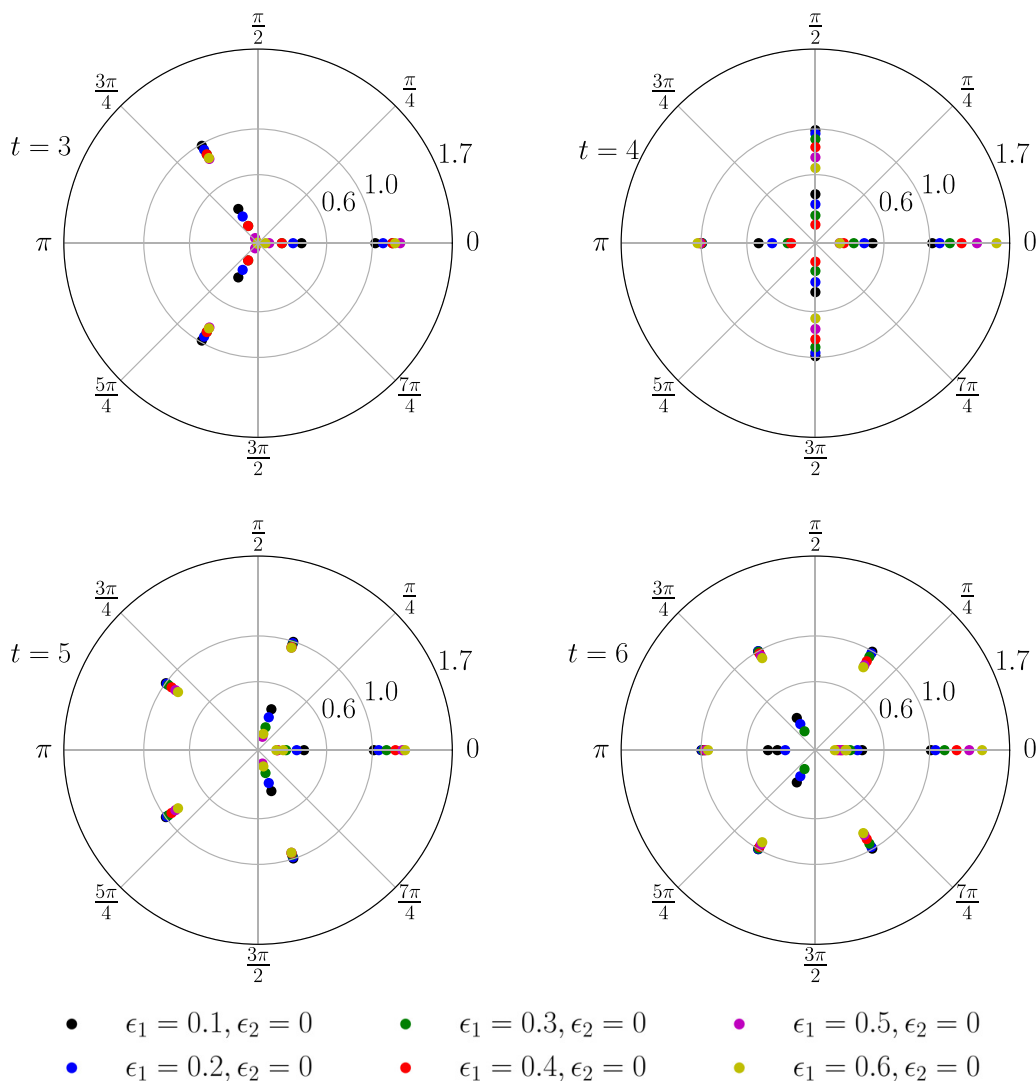 π/2 π/2
3π/4 π/4 3π/4 π/4
t = 3 1.7 t = 4 1.7
1.0 1.0
0.6 0.6
π 0 π 0
5π/4 7π/4 5π/4 7π/4
3π/2 3π/2
π/2 π/2
3π/4 π/4 3π/4 π/4
t = 5 1.7 t = 6 1.7
1.0 1.0
0.6 0.6
π 0 π 0
5π/4 7π/4 5π/4 7π/4
3π/2 3π/2
ϵ₁ = 0.1, ϵ₂ = 0 ϵ₁ = 0.3, ϵ₂ = 0 ϵ₁ = 0.5, ϵ₂ = 0
ϵ₁ = 0.2, ϵ₂ = 0 ϵ₁ = 0.4, ϵ₂ = 0 ϵ₁ = 0.6, ϵ₂ = 0